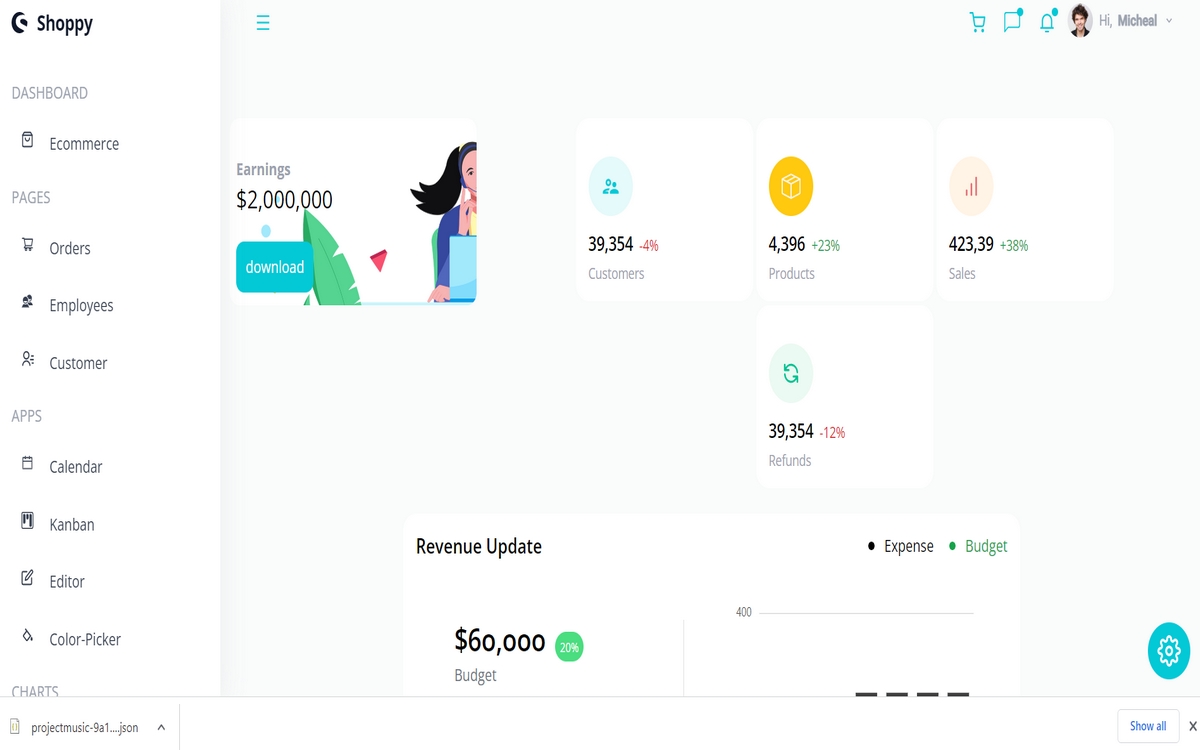 Shoppy
Hi, Micheal
DASHBOARD
Ecommerce
PAGES
Orders
Employees
Customer
APPS
Calendar
Kanban
Editor
Color-Picker
CHARTS
Earnings
$2,000,000
download
39,354 -4%
Customers
4,396 +23%
Products
423,39 +38%
Sales
39,354 -12%
Refunds
Revenue Update
Expense
Budget
$60,000 20%
Budget
400
projectmusic-9a1....json
Show all